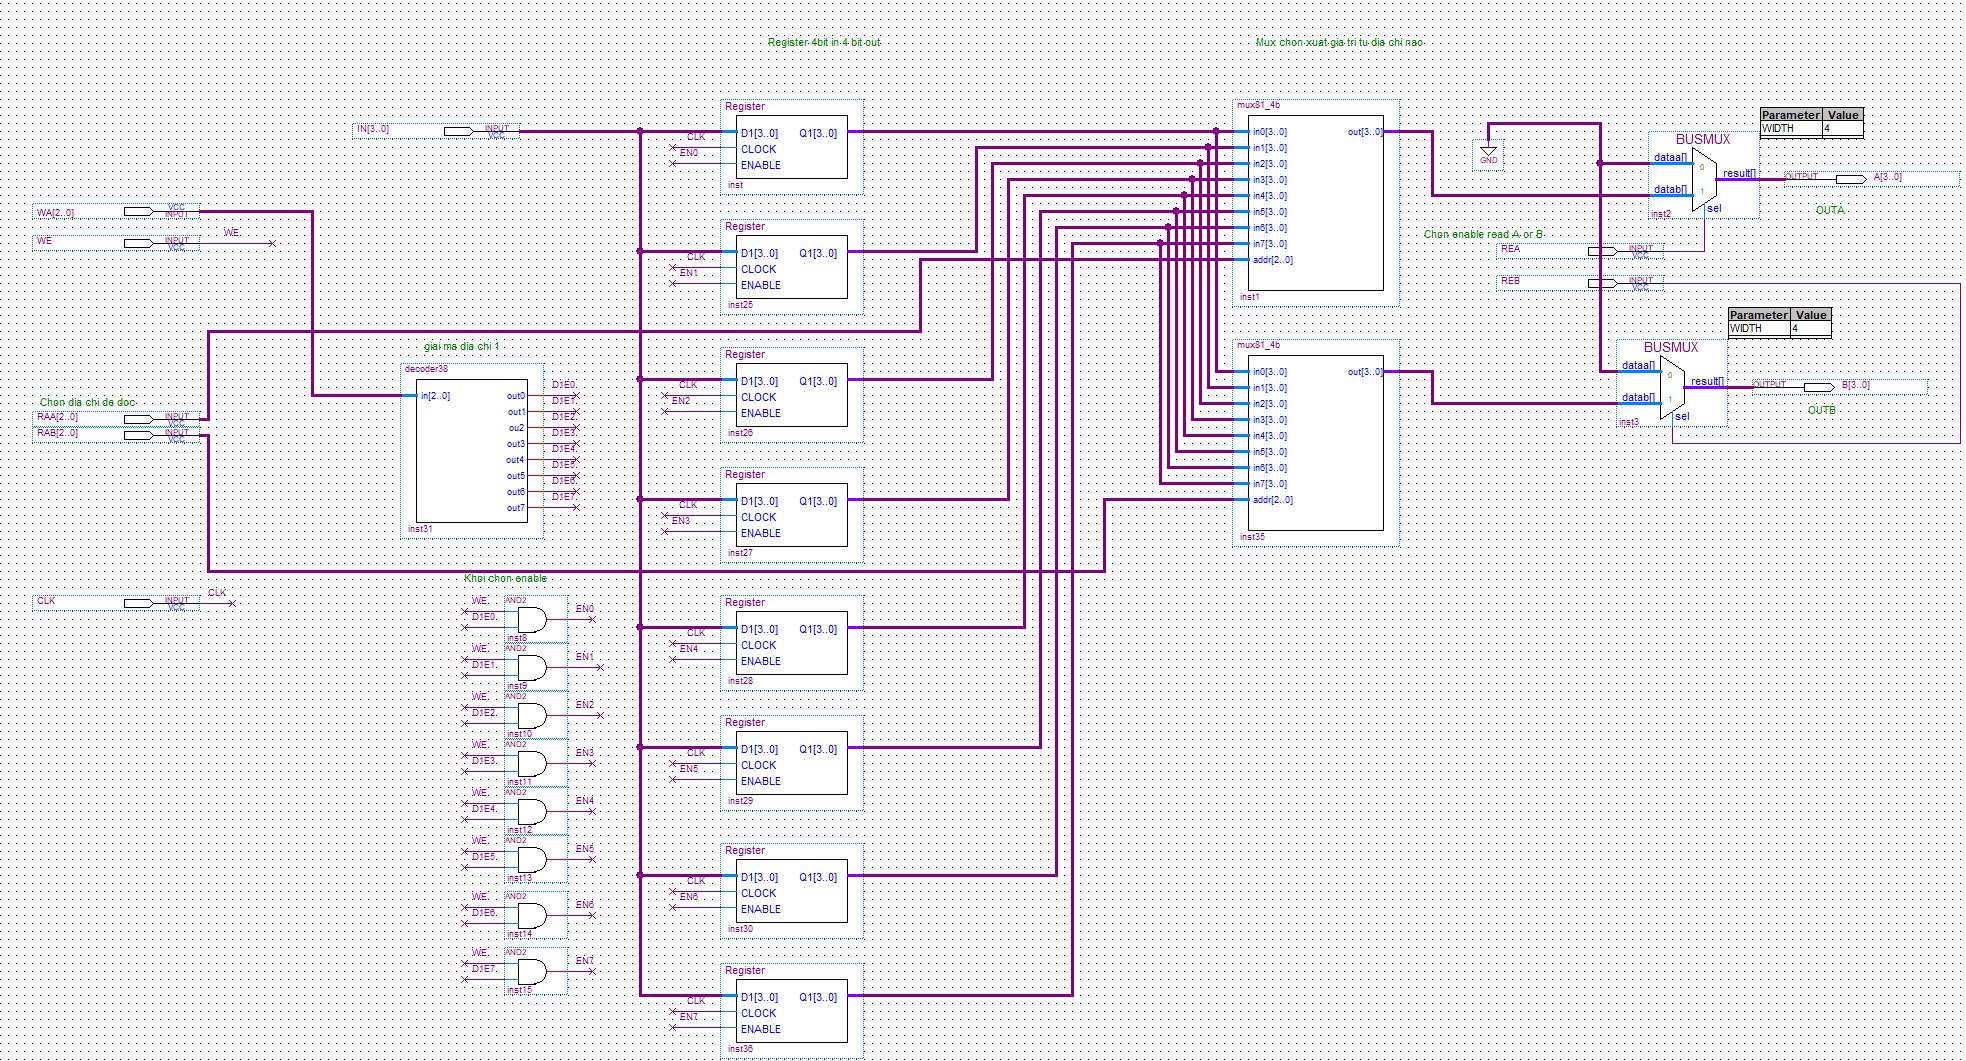 Register 4bit in 4 bit out
Mux chon xuat gia tri tu dia chi nao
IN[3..0]
INPUT
VCC
WA[2..0]
VCC
INPUT
WE
INPUT
VCC
WE
giai ma dia chi 1
decoder38
in[2..0]
out0
out1
ou2
out3
out4
out5
out6
out7
D1E0
D1E1
D1E2
D1E3
D1E4
D1E5
D1E6
D1E7
inst31
Chon dia chi de doc
RAA[2..0]
INPUT
VCC
RAB[2..0]
INPUT
VCC
CLK
INPUT
VCC
CLK
Khoi chon enable
WE.
D1E0.
AND2
inst8
EN0
WE.
D1E1.
AND2
inst9
EN1
WE.
D1E2.
AND2
inst10
EN2
WE.
D1E3.
AND2
inst11
EN3
WE.
D1E4.
AND2
inst12
EN4
WE.
D1E5.
AND2
inst13
EN5
WE.
D1E6.
AND2
inst14
EN6
WE.
D1E7.
AND2
inst15
EN7
Register
CLK
EN0
D1[3..0] Q1[3..0]
CLOCK
ENABLE
inst
Register
CLK
EN1
D1[3..0] Q1[3..0]
CLOCK
ENABLE
inst25
Register
CLK
EN2
D1[3..0] Q1[3..0]
CLOCK
ENABLE
inst26
Register
CLK
EN3
D1[3..0] Q1[3..0]
CLOCK
ENABLE
inst27
Register
CLK
EN4
D1[3..0] Q1[3..0]
CLOCK
ENABLE
inst28
Register
CLK
EN5
D1[3..0] Q1[3..0]
CLOCK
ENABLE
inst29
Register
CLK
EN6
D1[3..0] Q1[3..0]
CLOCK
ENABLE
inst30
Register
CLK
EN7
D1[3..0] Q1[3..0]
CLOCK
ENABLE
inst36
mux81_4b
in0[3..0] out[3..0]
in1[3..0]
in2[3..0]
in3[3..0]
in4[3..0]
in5[3..0]
in6[3..0]
in7[3..0]
addr[2..0]
inst1
mux81_4b
in0[3..0] out[3..0]
in1[3..0]
in2[3..0]
in3[3..0]
in4[3..0]
in5[3..0]
in6[3..0]
in7[3..0]
addr[2..0]
inst35
GND
Parameter Value
WIDTH 4
BUSMUX
dataa[]
0
result[]
datab[]
1
sel
inst2
OUTPUT
A[3..0]
OUTA
Chon enable read A or B
REA
INPUT
VCC
REB
INPUT
VCC
Parameter Value
WIDTH 4
BUSMUX
dataa[]
0
result[]
datab[]
1
sel
inst3
OUTPUT
B[3..0]
OUTB